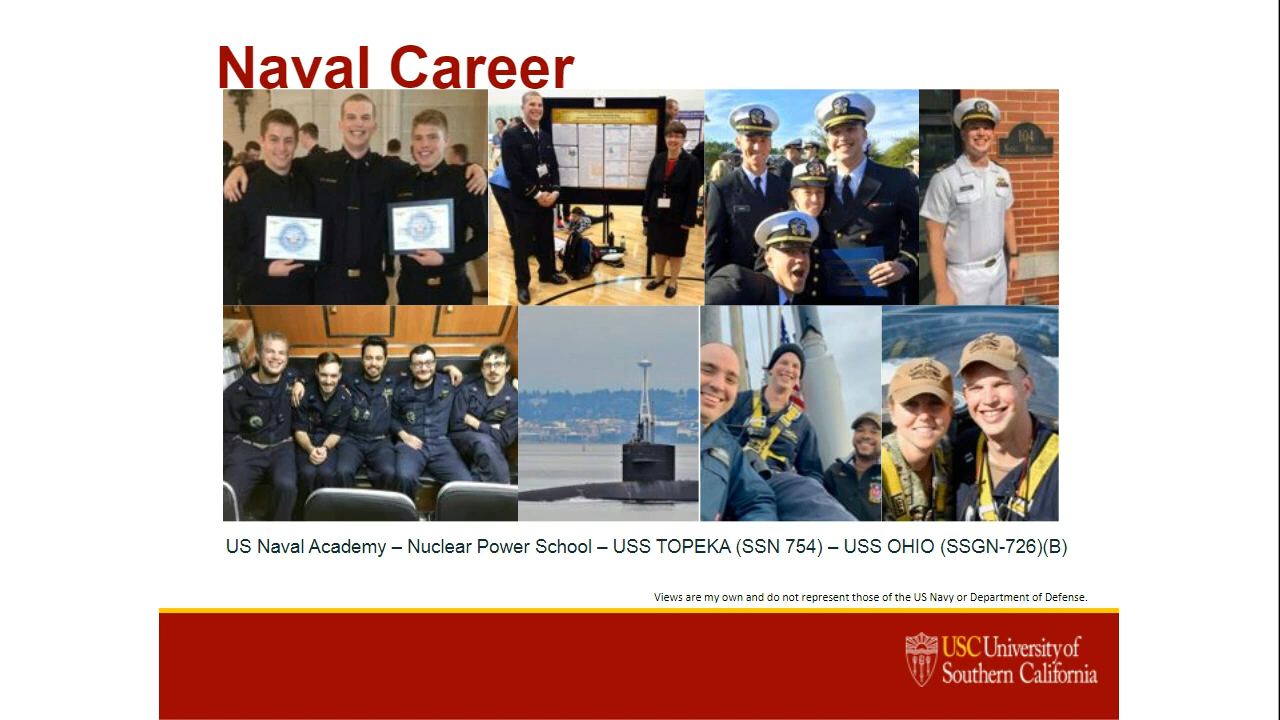 Naval Career
104
US Naval Academy – Nuclear Power School – USS TOPEKA (SSN 754) – USS OHIO (SSGN-726)(B)
Views are my own and do not represent those of the US Navy or Department of Defense.
USC University of
Southern California